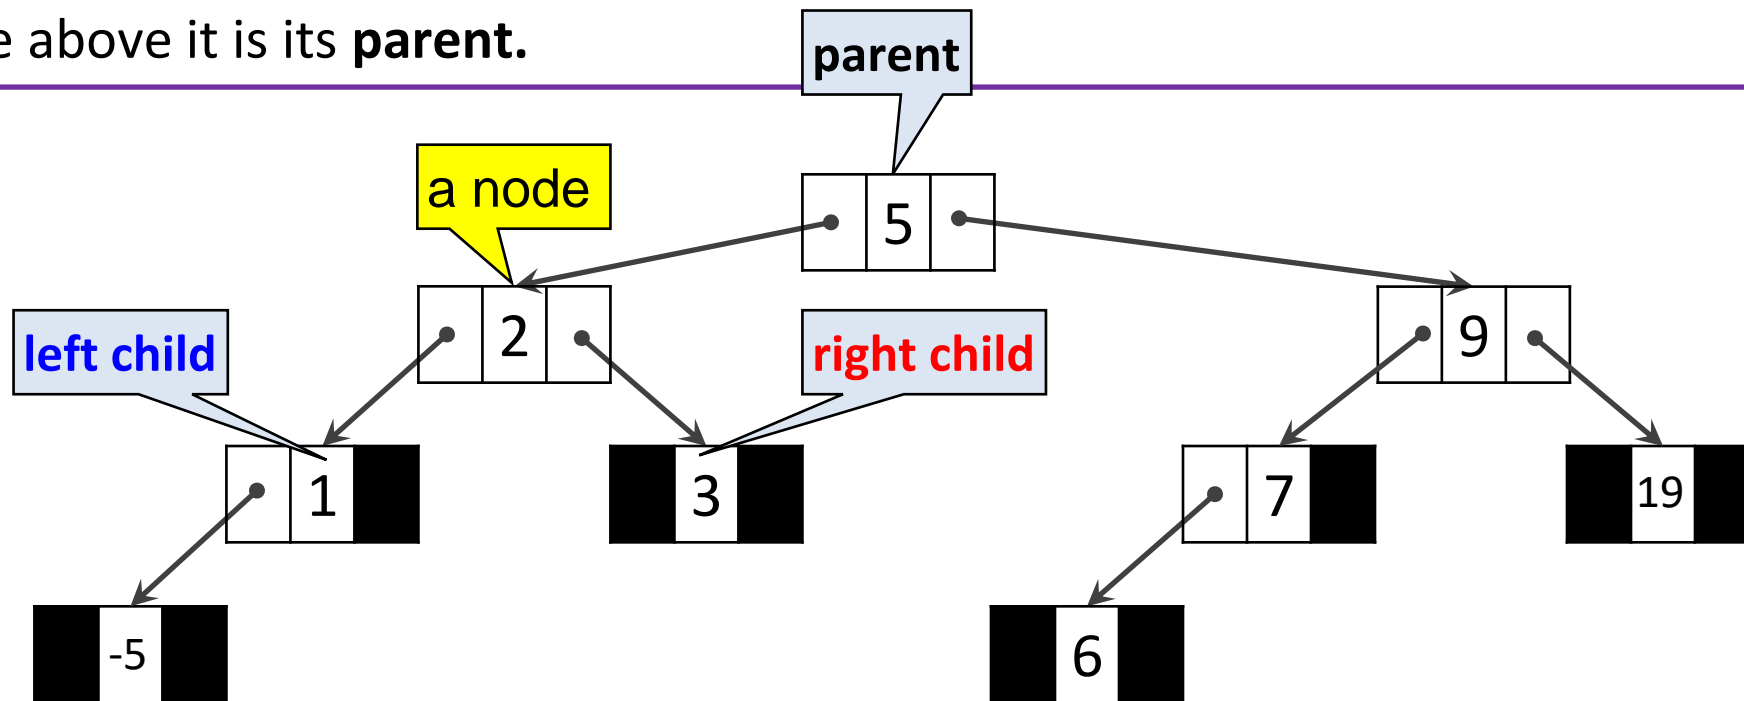 e above it is its parent.
parent
a node
5
2
9
left child
right child
1
3
7
19
-5
6